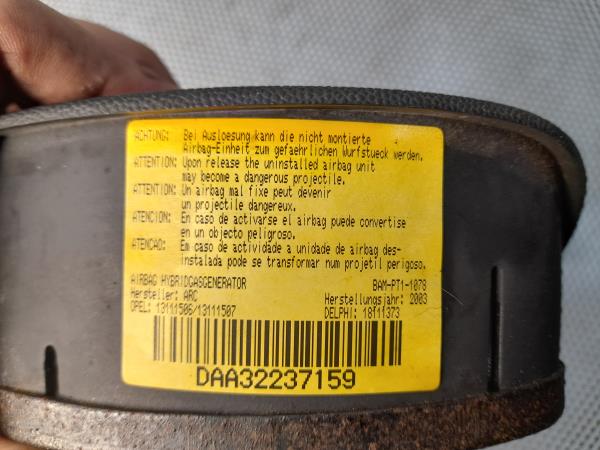 ACHTUNG: Bei Ausloesung kann die nicht montierte
Airbag-Einheit zum gefaehrlichen Wurfstueck werden.
ATTENTION: Upon release the uninstalled airbag unit
may become a dangerous projectile.
ATTENTION: Un airbag mal fixe peut devenir
un projectile dangereux.
ATENCION: En caso de activarse el airbag puede convertise
en un objecto peligroso.
ATENCAO: Em caso de actividade a unidade de airbag des-
instalada pode se transformar num projetil perigoso.
AIRBAG HYBRIDGASGENERATOR BAM-PT1-1078
Hersteller: ARC Herstellungsjahr: 2003
OPEL: 13111506/13111507 DELPHI: 18f1f373
DAA32237159